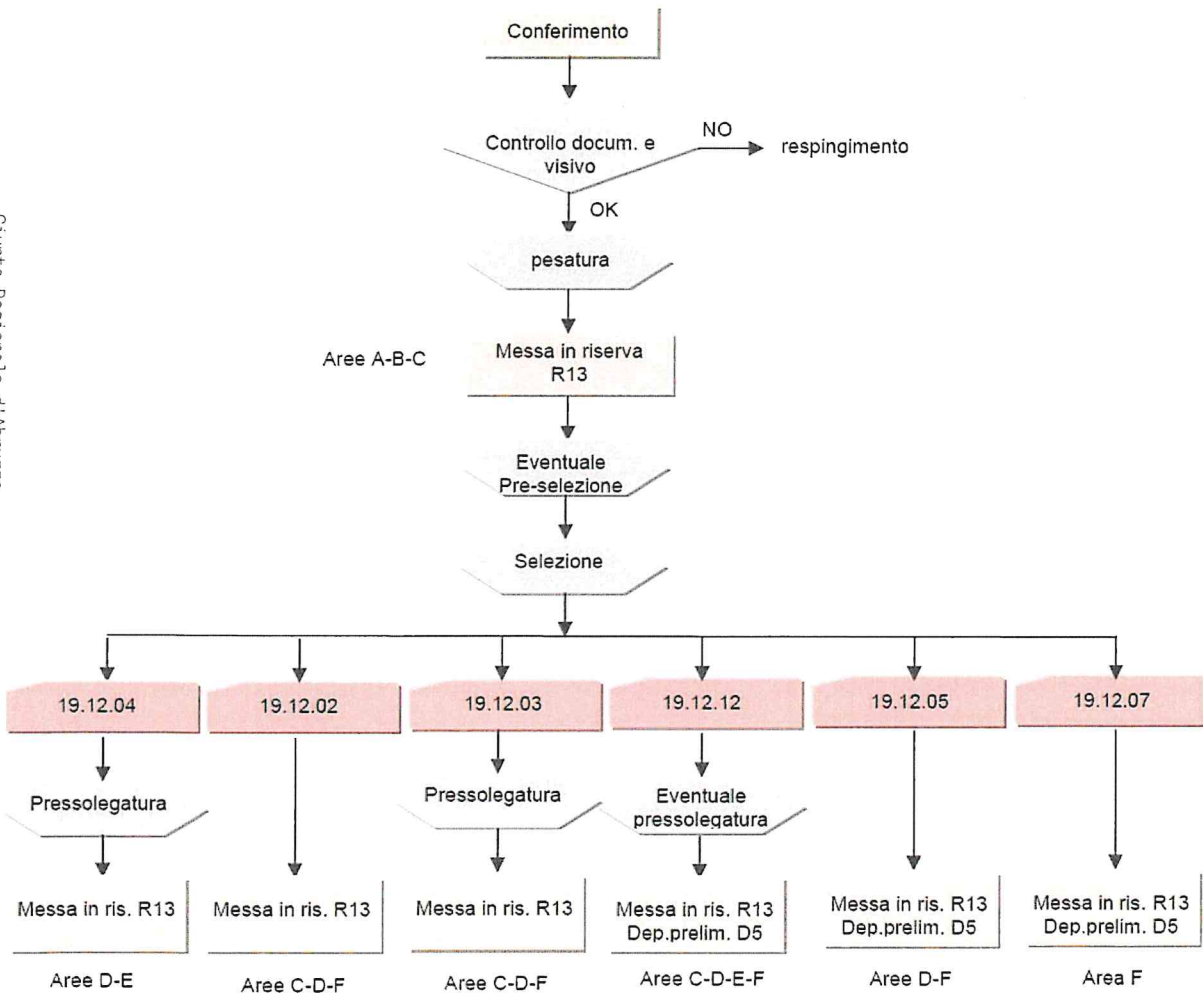 Conferimento
Controllo docum. e
visivo
NO
respingimento
OK
pesatura
Aree A-B-C
Messa in riserva
R13
Eventuale
Pre-selezione
Selezione
19.12.04
19.12.02
19.12.03
19.12.12
19.12.05
19.12.07
Pressolegatura
Pressolegatura
Eventuale
pressolegatura
Messa in ris. R13
Messa in ris. R13
Messa in ris. R13
Messa in ris. R13
Dep.prelim. D5
Messa in ris. R13
Dep.prelim. D5
Messa in ris. R13
Dep.prelim. D5
Aree D-E
Aree C-D-F
Aree C-D-F
Aree C-D-E-F
Aree D-F
Area F